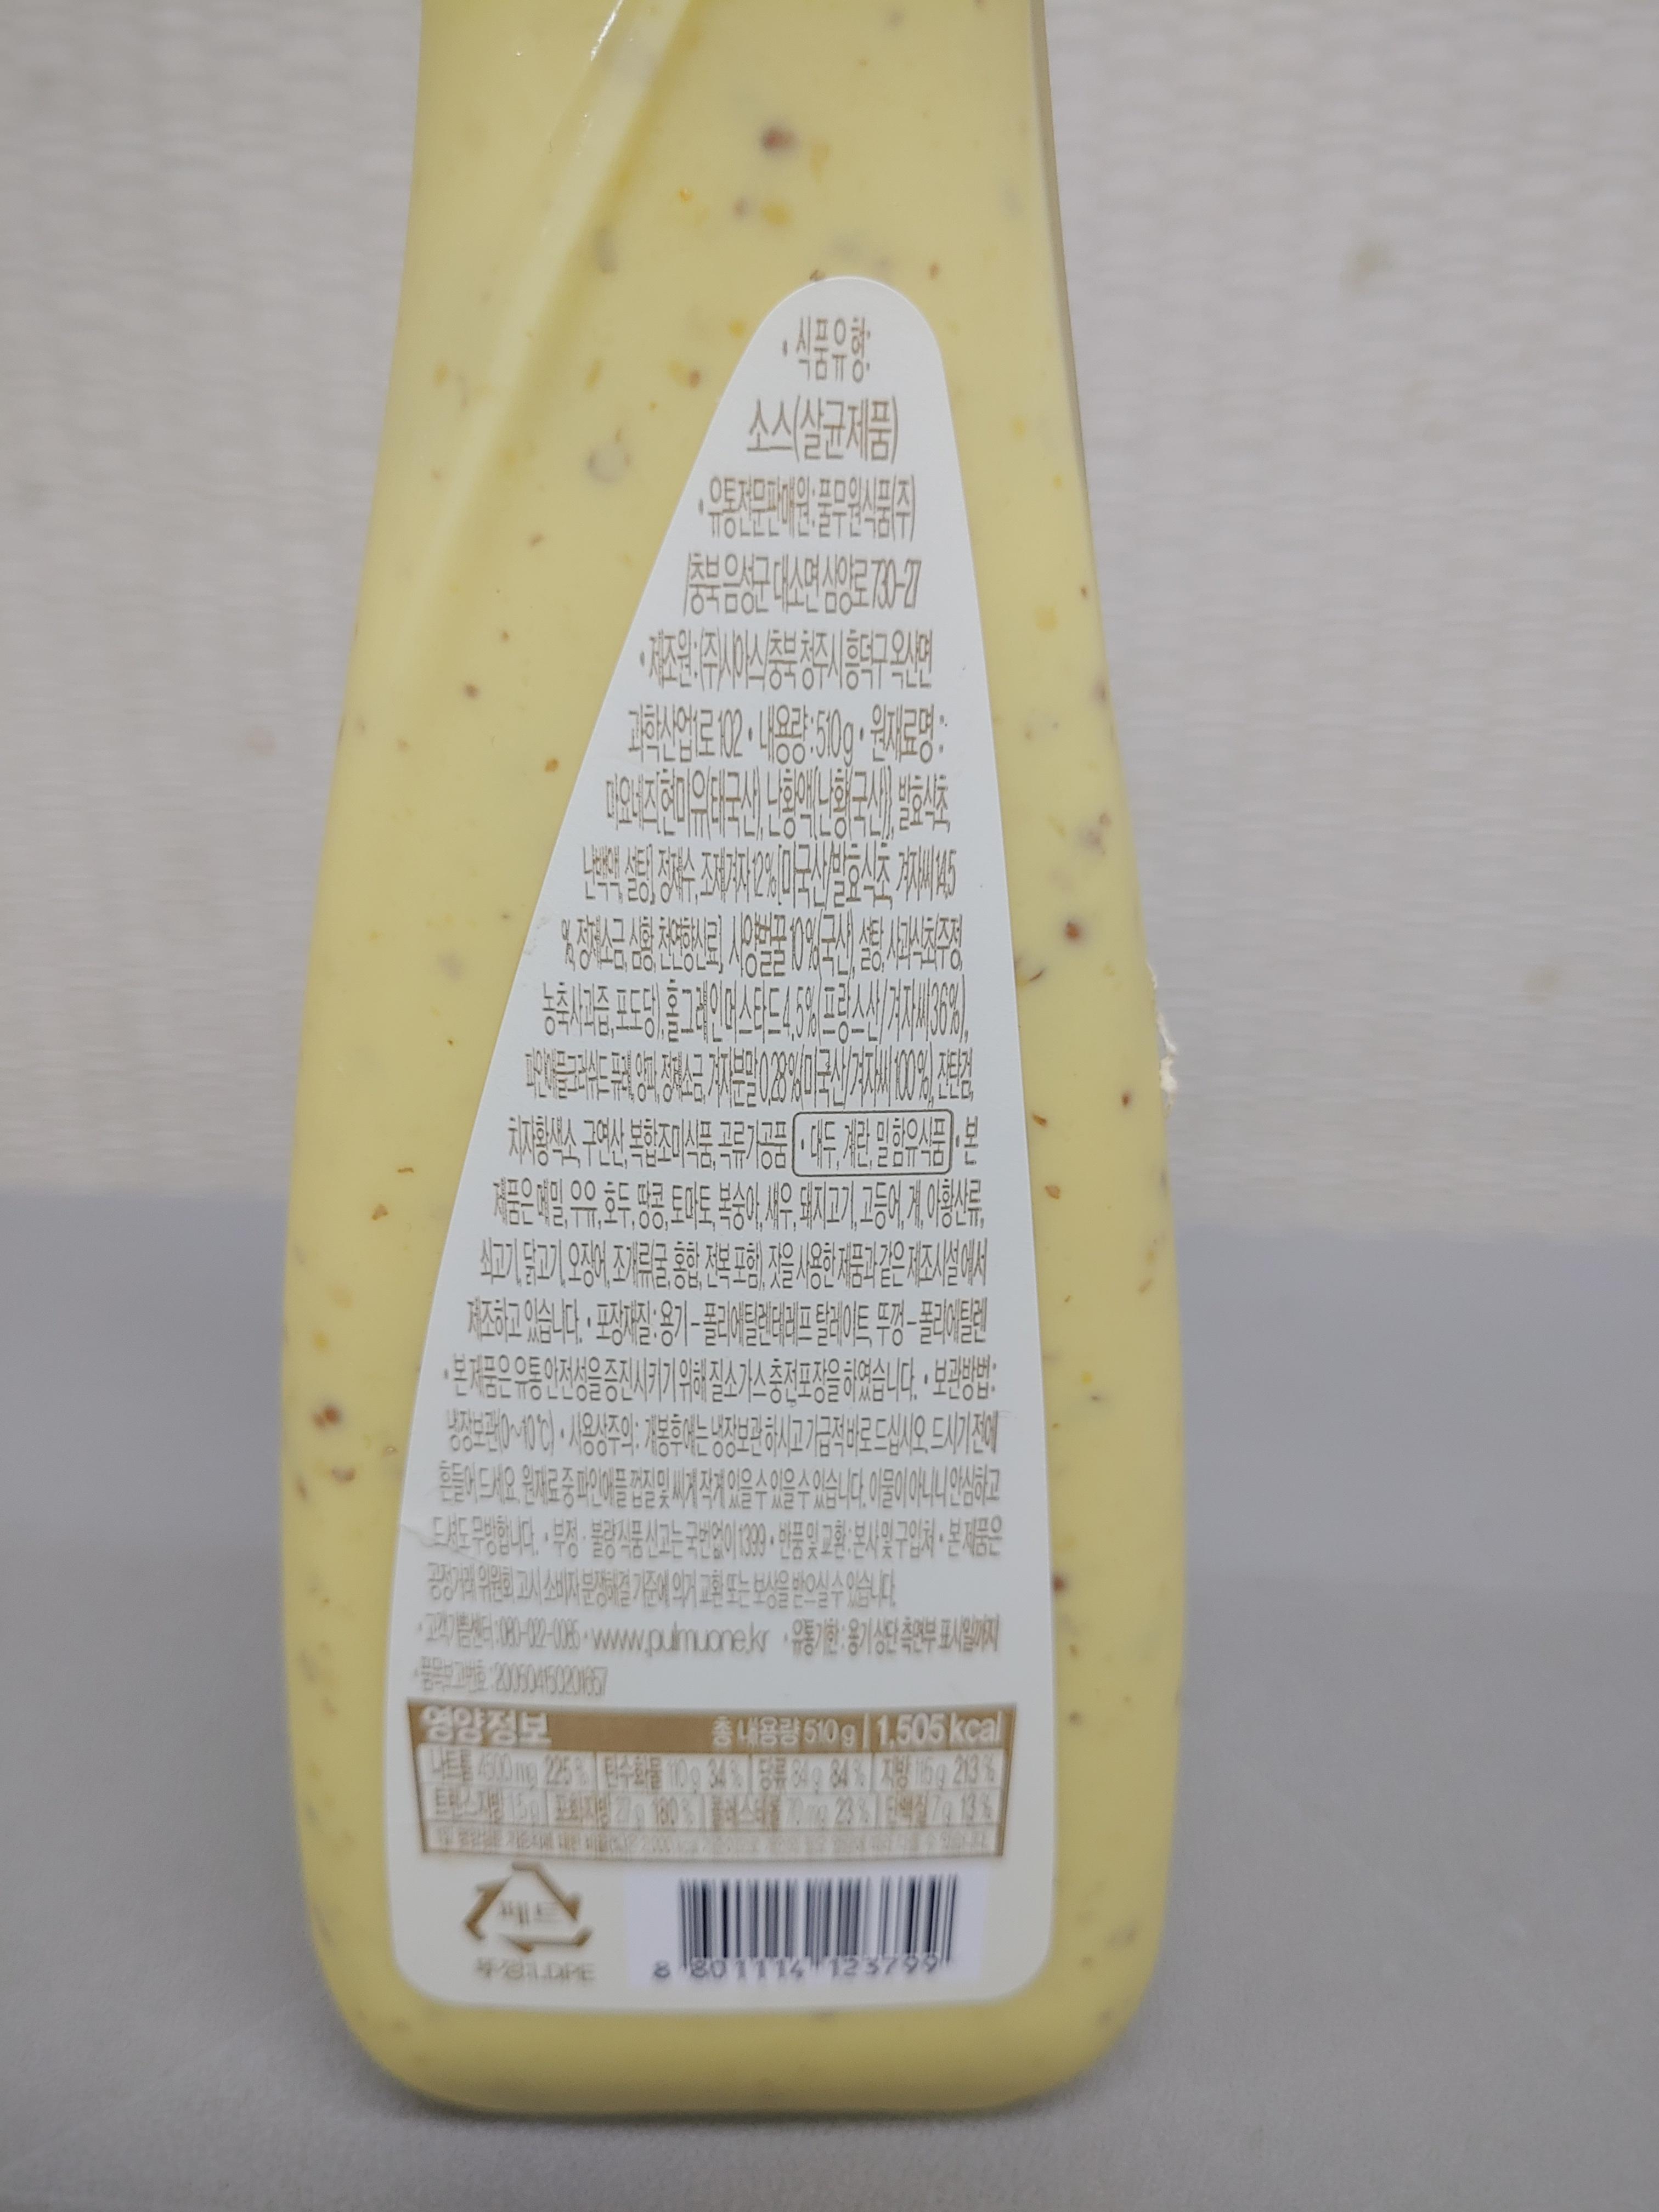 • 식품유형:
소스(살균제품)
• 유통전문판매원:풀무원식품(주)
/충북 음성군 대소면 삼양로 730-27
• 제조원:(주)시아스/충북 청주시 흥덕구 옥산면
과학산업1로 102 • 내용량:510g • 원재료명:
마요네즈[현미유(태국산), 난황액{난황(국산)}, 발효식초,
난백액, 설탕], 정제수, 조제겨자12%[미국산/발효식초, 겨자씨14.5
%, 정제소금, 심황, 천연향신료], 사양벌꿀10%(국산), 설탕, 사과식초(주정,
농축사과즙, 포도당), 홀그레인머스타드4.5%(프랑스산/겨자씨36%),
파인애플크러쉬드퓨레, 양파, 정제소금, 겨자분말0.28%(미국산/겨자씨100%), 잔탄검,
치자황색소, 구연산, 복합조미식품, 곡류가공품 • 대두, 계란, 밀 함유식품 • 본
제품은 메밀, 우유, 호두, 땅콩, 토마토, 복숭아, 새우, 돼지고기, 고등어, 게, 아황산류,
쇠고기, 닭고기, 오징어, 조개류(굴, 홍합, 전복 포함), 잣을 사용한 제품과 같은 제조시설에서
제조하고 있습니다. • 포장재질:용기-폴리에틸렌테레프탈레이트, 뚜껑-폴리에틸렌
• 본 제품은 유통 안전성을 증진시키기 위해 질소가스 충전포장을 하였습니다. • 보관방법:
냉장보관(0~10℃) • 사용상주의: 개봉후에는 냉장보관 하시고 가급적 바로 드십시오. 드시기 전에
흔들어 드세요. 원재료 중 파인애플 껍질 및 씨게 작게 있을 수 있을 수 있습니다. 이물이 아니니 안심하고
드셔도 무방합니다. • 부정·불량식품 신고는 국번없이 1399 • 반품 및 교환:본사 및 구입처 • 본 제품은
공정거래 위원회 고시 소비자 분쟁해결 기준에 의거 교환 또는 보상을 받으실 수 있습니다.
• 고객기쁨센터:080-022-0085 • www.pulmuone.kr • 유통기한:용기 상단 측면부 표시일까지
• 품목보고번호:
영양정보 총 내용량 510g | 1,505 kcal
나트륨 4500mg 225% 탄수화물 110g 34% 당류 84g 84% 지방 115g 213%
트랜스지방 1.5g 포화지방 27g 180% 콜레스테롤 70mg 23% 단백질 7g 13%
페트
뚜껑:LDPE
8 801114 123799